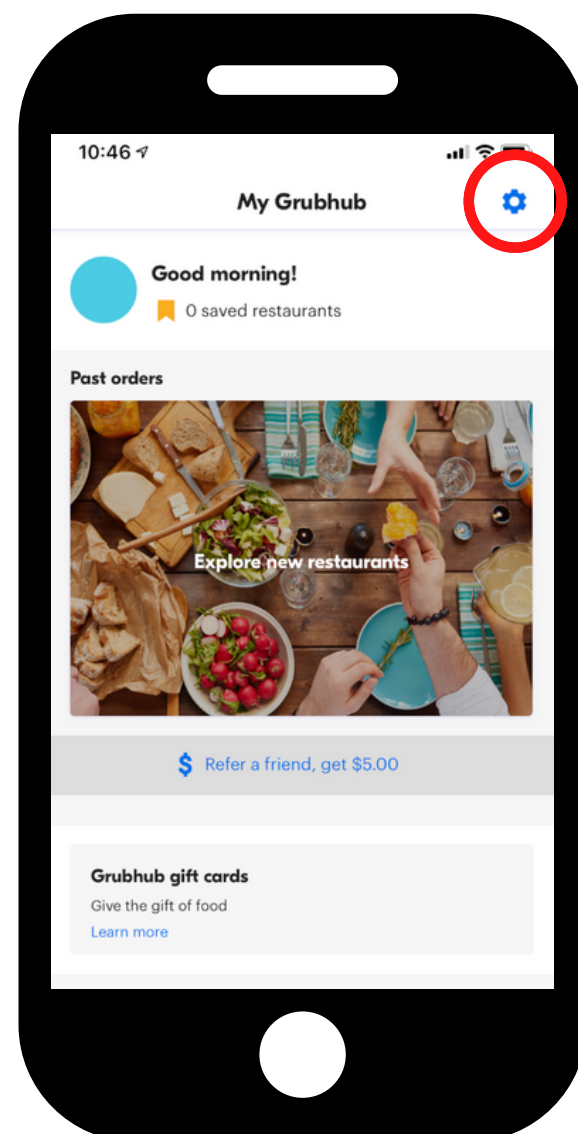 10:46
My Grubhub
Good morning!
0 saved restaurants
Past orders
Explore new restaurants
$ Refer a friend, get $5.00
Grubhub gift cards
Give the gift of food
Learn more